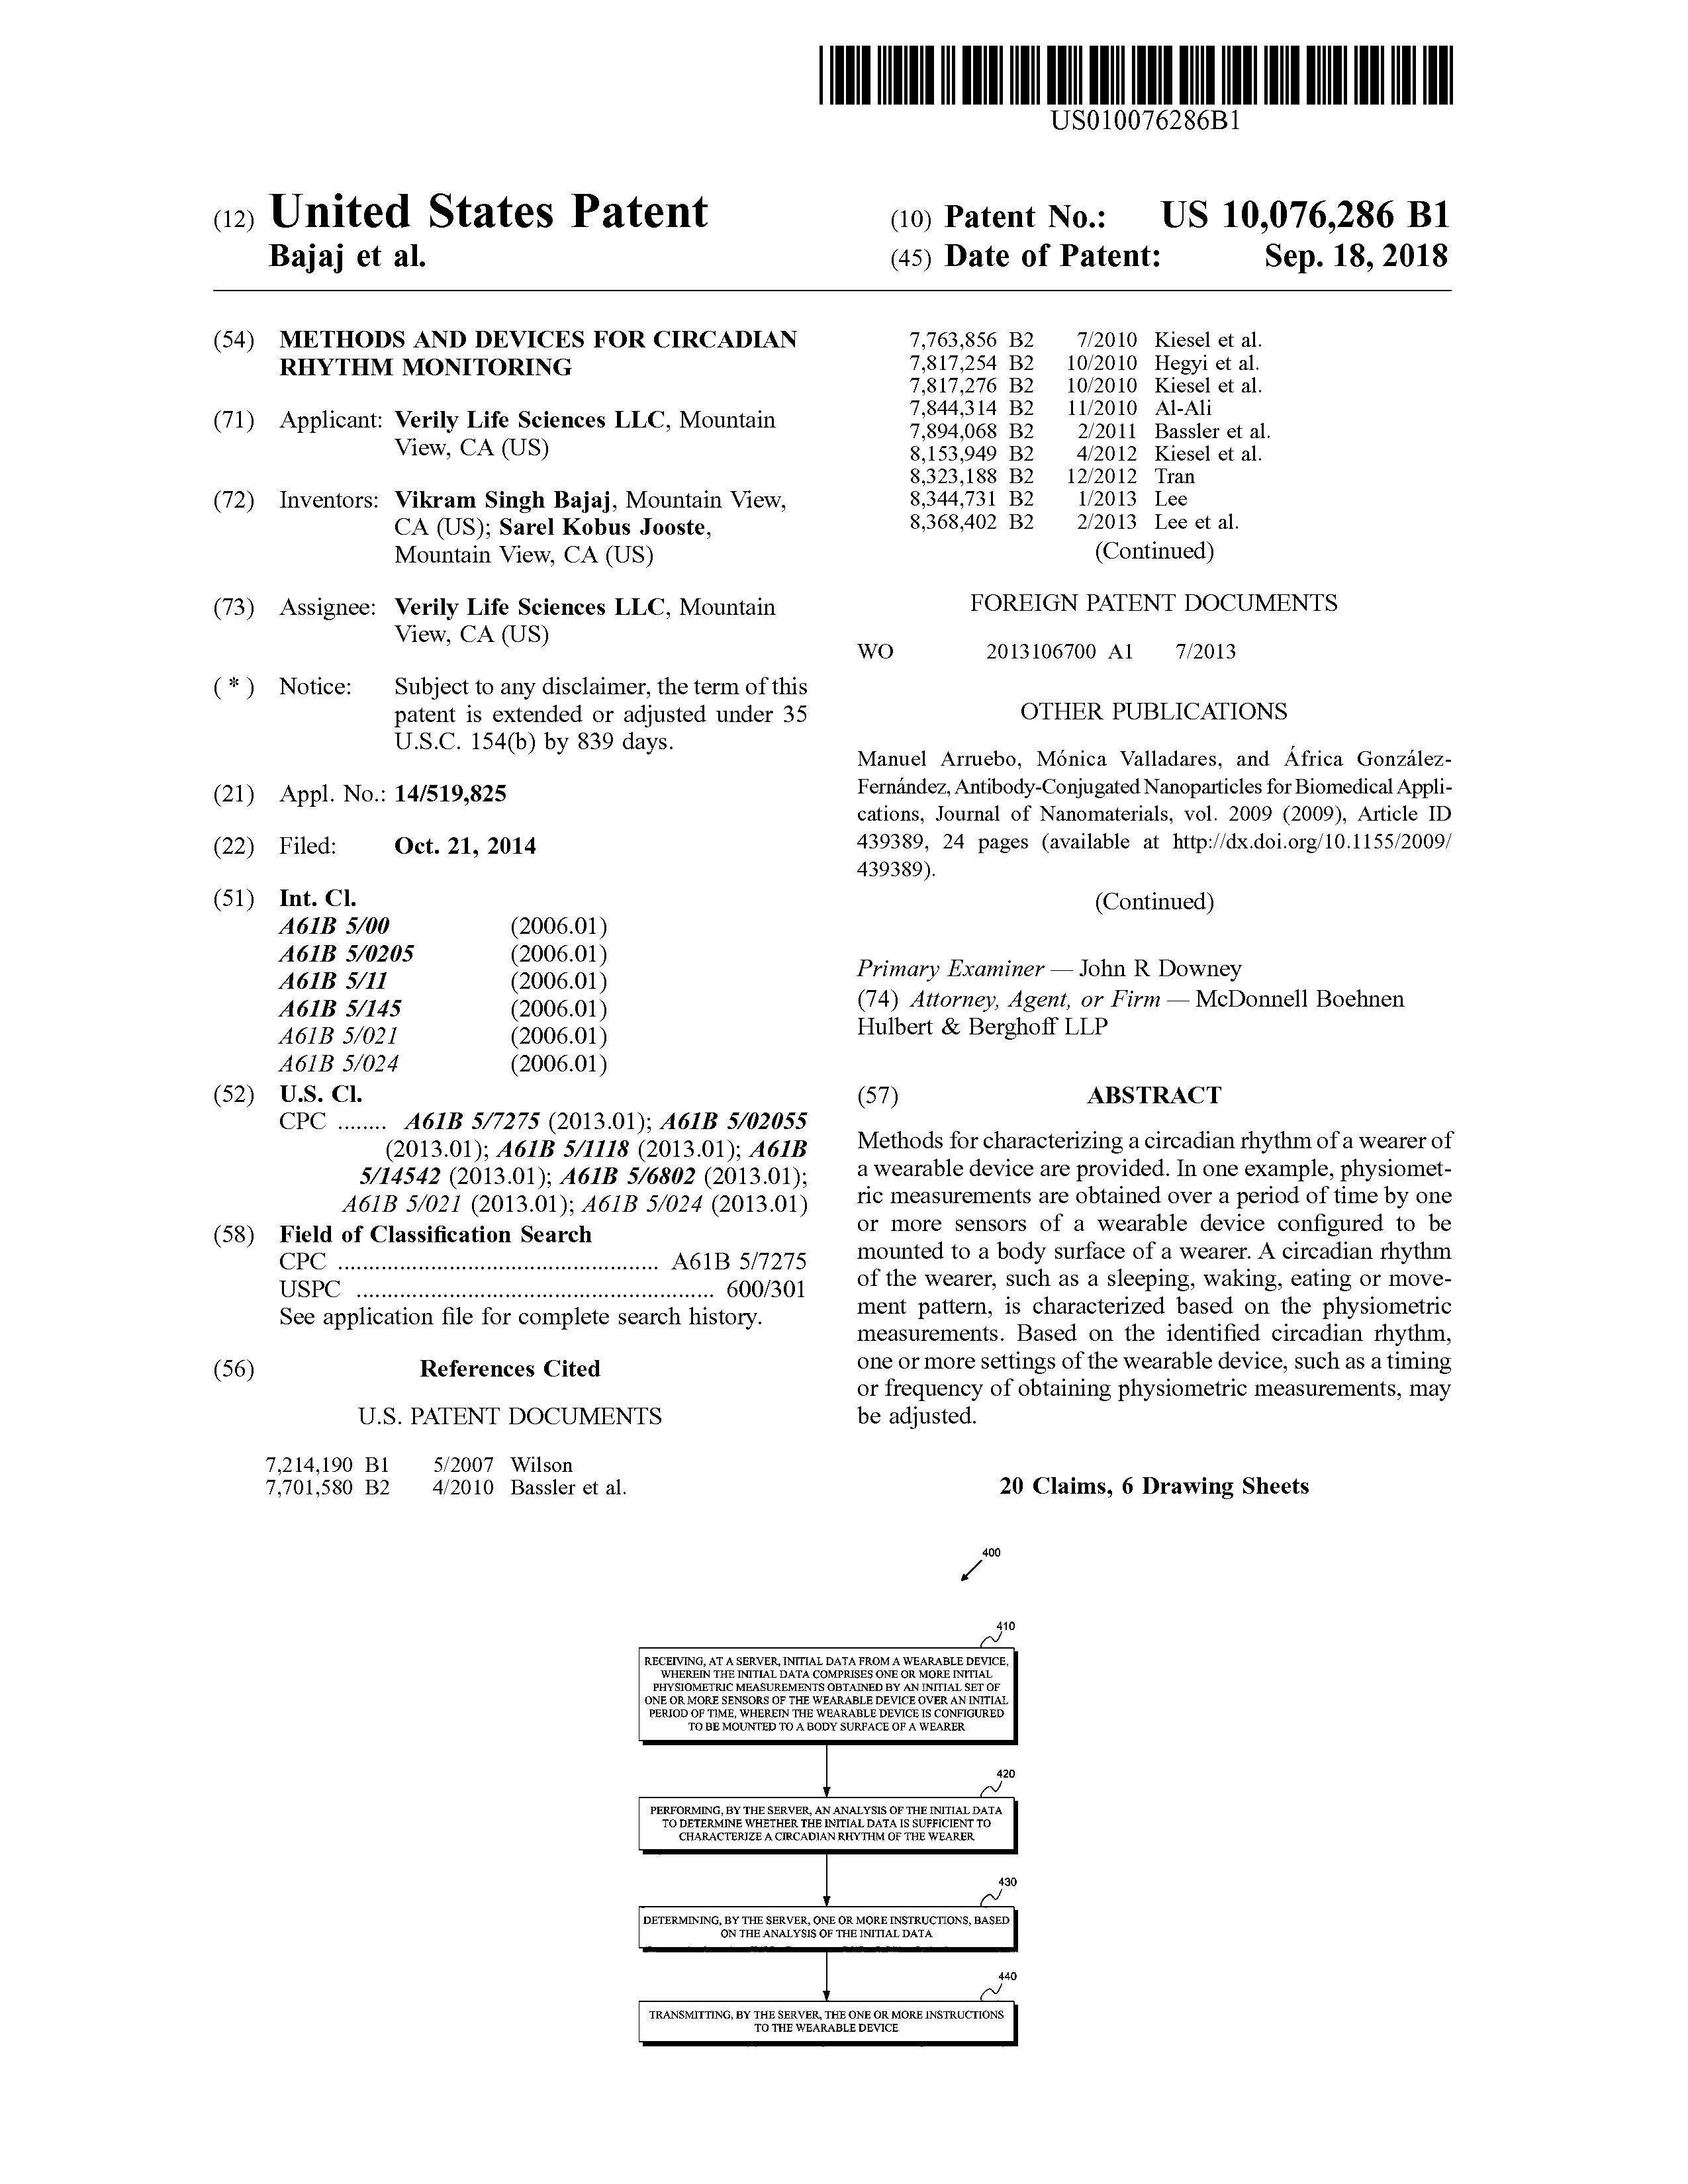 US010076286B1
(12) United States Patent
Bajaj et al.
(10) Patent No.: US 10,076,286 B1
(45) Date of Patent: Sep. 18, 2018
(54) METHODS AND DEVICES FOR CIRCADIAN
RHYTHM MONITORING
(71) Applicant: Verily Life Sciences LLC, Mountain
View, CA (US)
(72) Inventors: Vikram Singh Bajaj, Mountain View,
CA (US); Sarel Kobus Jooste,
Mountain View, CA (US)
(73) Assignee: Verily Life Sciences LLC, Mountain
View, CA (US)
( * ) Notice: Subject to any disclaimer, the term of this
patent is extended or adjusted under 35
U.S.C. 154(b) by 839 days.
(21) Appl. No.: 14/519,825
(22) Filed: Oct. 21, 2014
(51) Int. Cl.
A61B 5/00 (2006.01)
A61B 5/0205 (2006.01)
A61B 5/11 (2006.01)
A61B 5/145 (2006.01)
A61B 5/021 (2006.01)
A61B 5/024 (2006.01)
(52) U.S. Cl.
CPC ........ A61B 5/7275 (2013.01); A61B 5/02055
(2013.01); A61B 5/1118 (2013.01); A61B
5/14542 (2013.01); A61B 5/6802 (2013.01);
A61B 5/021 (2013.01); A61B 5/024 (2013.01)
(58) Field of Classification Search
CPC .................................................... A61B 5/7275
USPC .......................................................... 600/301
See application file for complete search history.
(56) References Cited
U.S. PATENT DOCUMENTS
7,214,190 B1 5/2007 Wilson
7,701,580 B2 4/2010 Bassler et al.
7,763,856 B2 7/2010 Kiesel et al.
7,817,254 B2 10/2010 Hegyi et al.
7,817,276 B2 10/2010 Kiesel et al.
7,844,314 B2 11/2010 Al-Ali
7,894,068 B2 2/2011 Bassler et al.
8,153,949 B2 4/2012 Kiesel et al.
8,323,188 B2 12/2012 Tran
8,344,731 B2 1/2013 Lee
8,368,402 B2 2/2013 Lee et al.
(Continued)
FOREIGN PATENT DOCUMENTS
WO 2013106700 A1 7/2013
OTHER PUBLICATIONS
Manuel Arruebo, Mónica Valladares, and África González-
Fernández, Antibody-Conjugated Nanoparticles for Biomedical Appli-
cations, Journal of Nanomaterials, vol. 2009 (2009), Article ID
439389, 24 pages (available at http://dx.doi.org/10.1155/2009/
439389).
(Continued)
Primary Examiner — John R Downey
(74) Attorney, Agent, or Firm — McDonnell Boehnen
Hulbert & Berghoff LLP
(57) ABSTRACT
Methods for characterizing a circadian rhythm of a wearer of
a wearable device are provided. In one example, physiomet-
ric measurements are obtained over a period of time by one
or more sensors of a wearable device configured to be
mounted to a body surface of a wearer. A circadian rhythm
of the wearer, such as a sleeping, waking, eating or move-
ment pattern, is characterized based on the physiometric
measurements. Based on the identified circadian rhythm,
one or more settings of the wearable device, such as a timing
or frequency of obtaining physiometric measurements, may
be adjusted.
20 Claims, 6 Drawing Sheets
400
410
RECEIVING, AT A SERVER, INITIAL DATA FROM A WEARABLE DEVICE,
WHEREIN THE INITIAL DATA COMPRISES ONE OR MORE INITIAL
PHYSIOMETRIC MEASUREMENTS OBTAINED BY AN INITIAL SET OF
ONE OR MORE SENSORS OF THE WEARABLE DEVICE OVER AN INITIAL
PERIOD OF TIME, WHEREIN THE WEARABLE DEVICE IS CONFIGURED
TO BE MOUNTED TO A BODY SURFACE OF A WEARER
420
PERFORMING, BY THE SERVER, AN ANALYSIS OF THE INITIAL DATA
TO DETERMINE WHETHER THE INITIAL DATA IS SUFFICIENT TO
CHARACTERIZE A CIRCADIAN RHYTHM OF THE WEARER
430
DETERMINING, BY THE SERVER, ONE OR MORE INSTRUCTIONS, BASED
ON THE ANALYSIS OF THE INITIAL DATA
440
TRANSMITTING, BY THE SERVER, THE ONE OR MORE INSTRUCTIONS
TO THE WEARABLE DEVICE